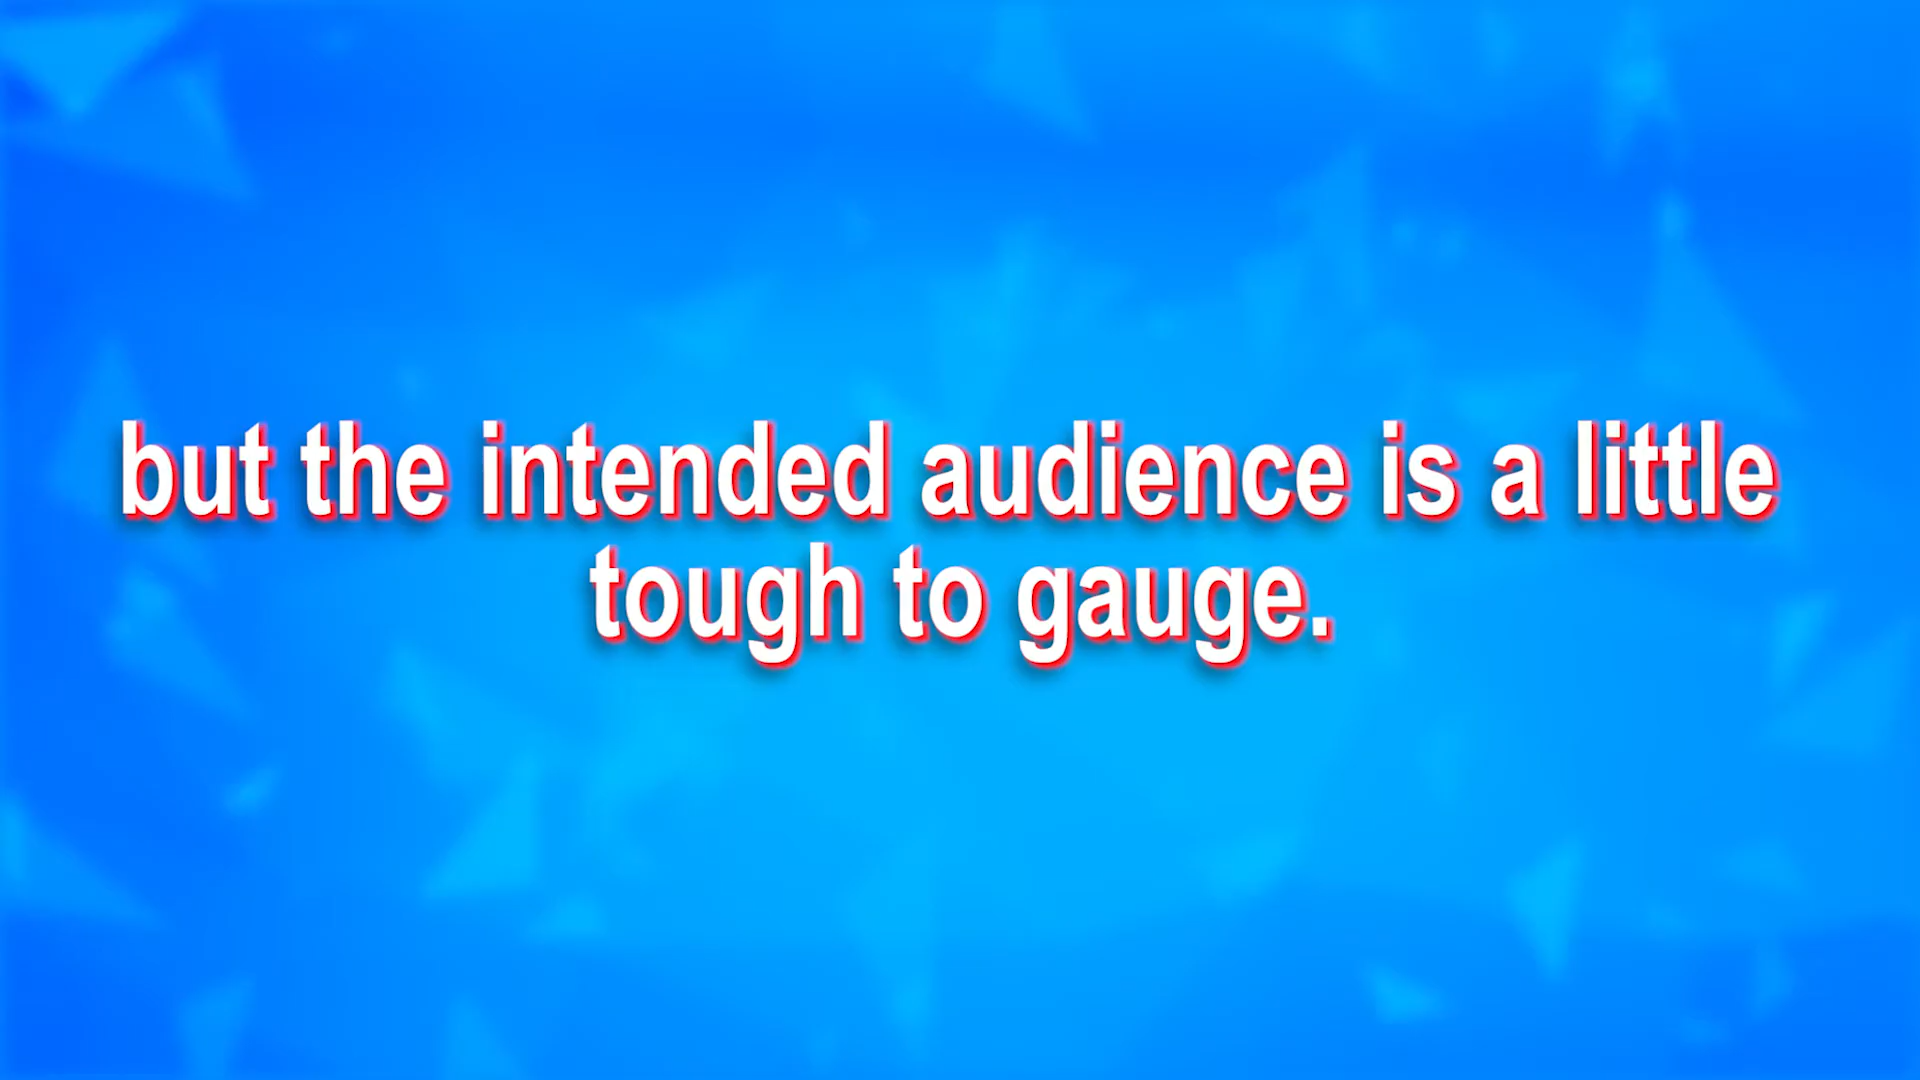 but the intended audience is a little
tough to gauge.